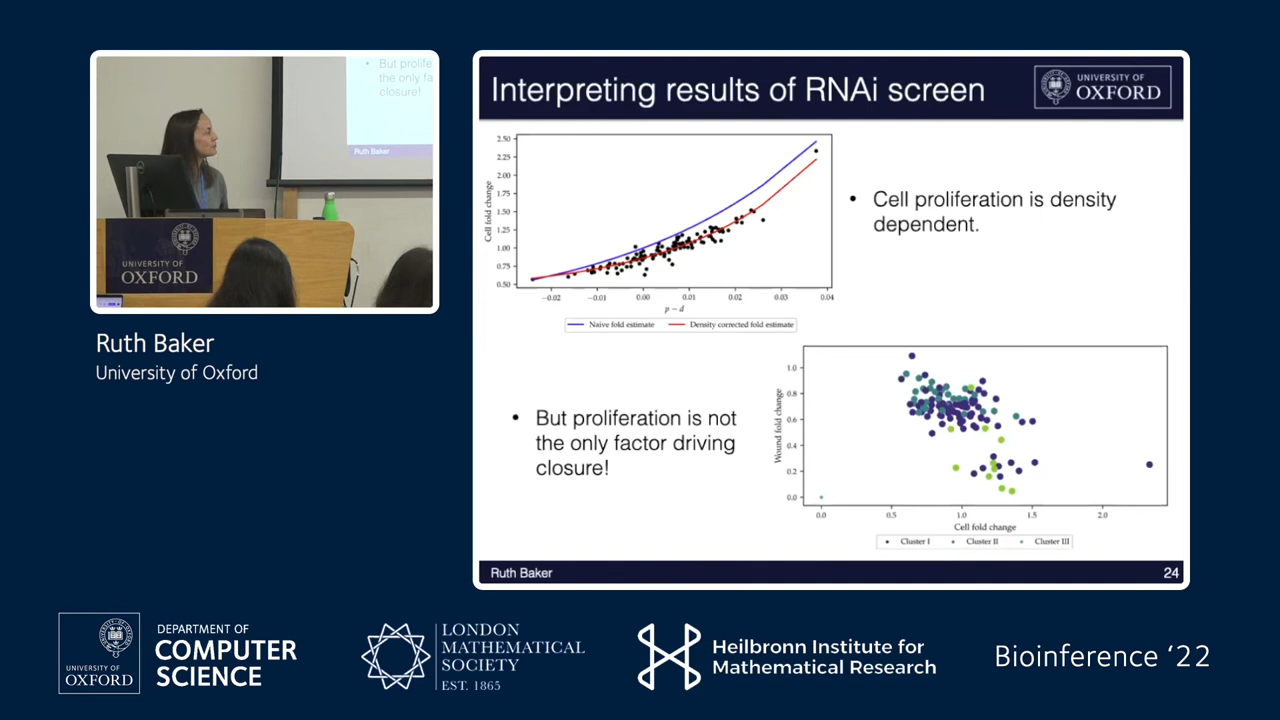 But prolife
the only fa
closure!
Ruth Baker
UNIVERSITY OF
OXFORD
Ruth Baker
University of Oxford
Interpreting results of RNAi screen
UNIVERSITY OF
OXFORD
Cell fold change
2.50
2.25
2.00
1.75
1.50
1.25
1.00
0.75
0.50
−0.02 −0.01 0.00 0.01 0.02 0.03 0.04
p − d
Naive fold estimate Density corrected fold estimate
• Cell proliferation is density
dependent.
• But proliferation is not
the only factor driving
closure!
Wound fold change
1.0
0.8
0.6
0.4
0.2
0.0
0.0 0.5 1.0 1.5 2.0
Cell fold change
Cluster I Cluster II Cluster III
Ruth Baker 24
UNIVERSITY OF
OXFORD
DEPARTMENT OF
COMPUTER
SCIENCE
LONDON
MATHEMATICAL
SOCIETY
EST. 1865
Heilbronn Institute for
Mathematical Research
Bioinference ‘22